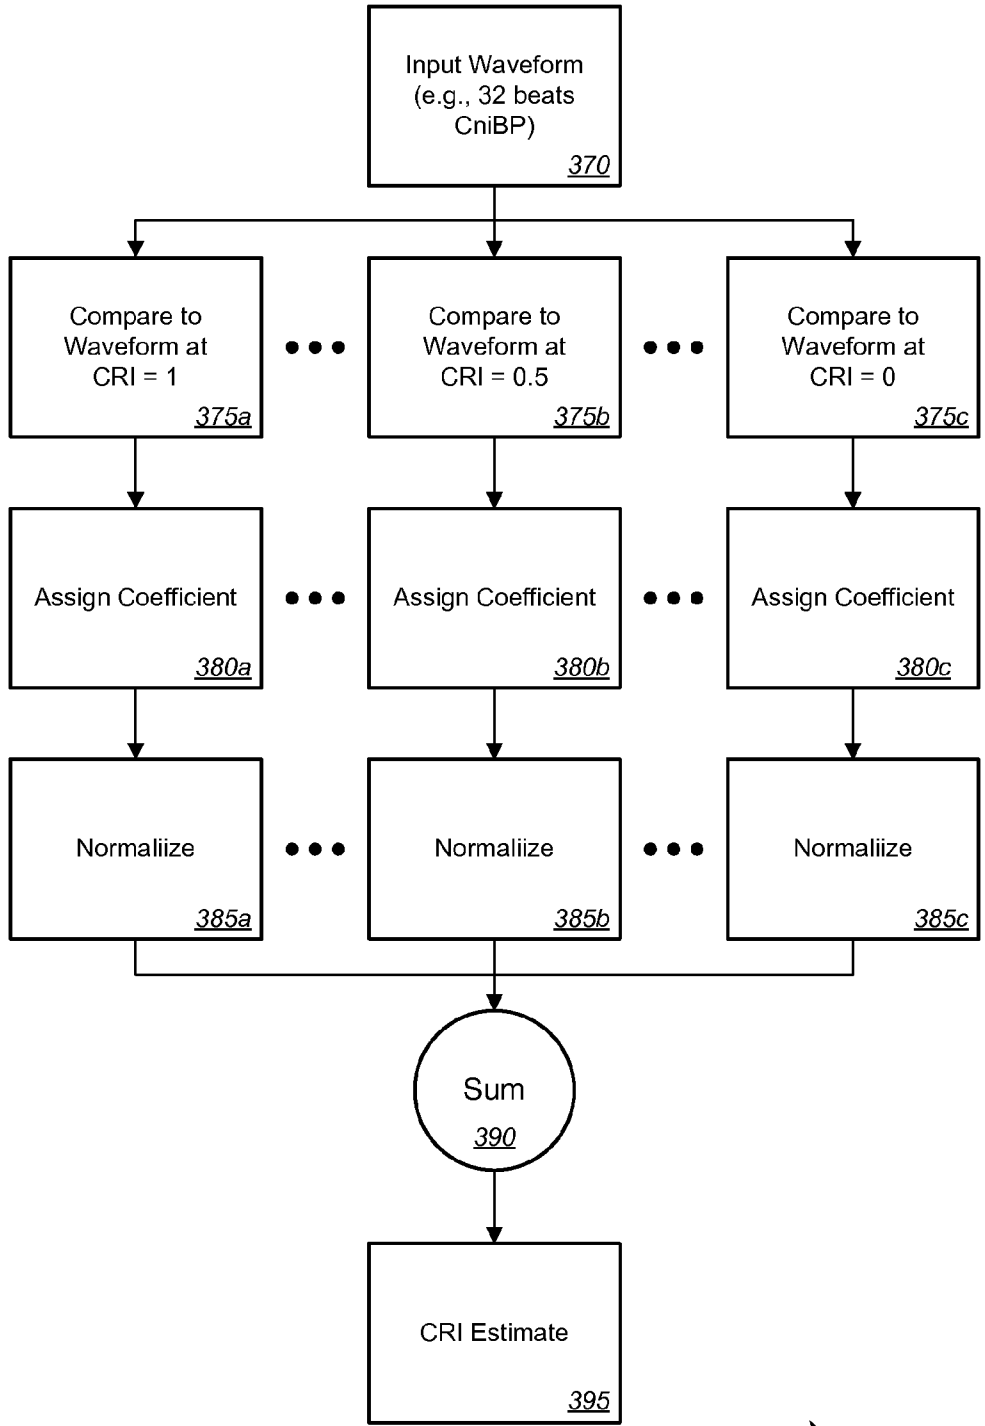 Input Waveform
(e.g., 32 beats
CniBP)
370
Compare to
Waveform at
CRI = 1
375a
Compare to
Waveform at
CRI = 0.5
375b
Compare to
Waveform at
CRI = 0
375c
Assign Coefficient
380a
Assign Coefficient
380b
Assign Coefficient
380c
Normaliize
385a
Normaliize
385b
Normaliize
385c
Sum
390
CRI Estimate
395